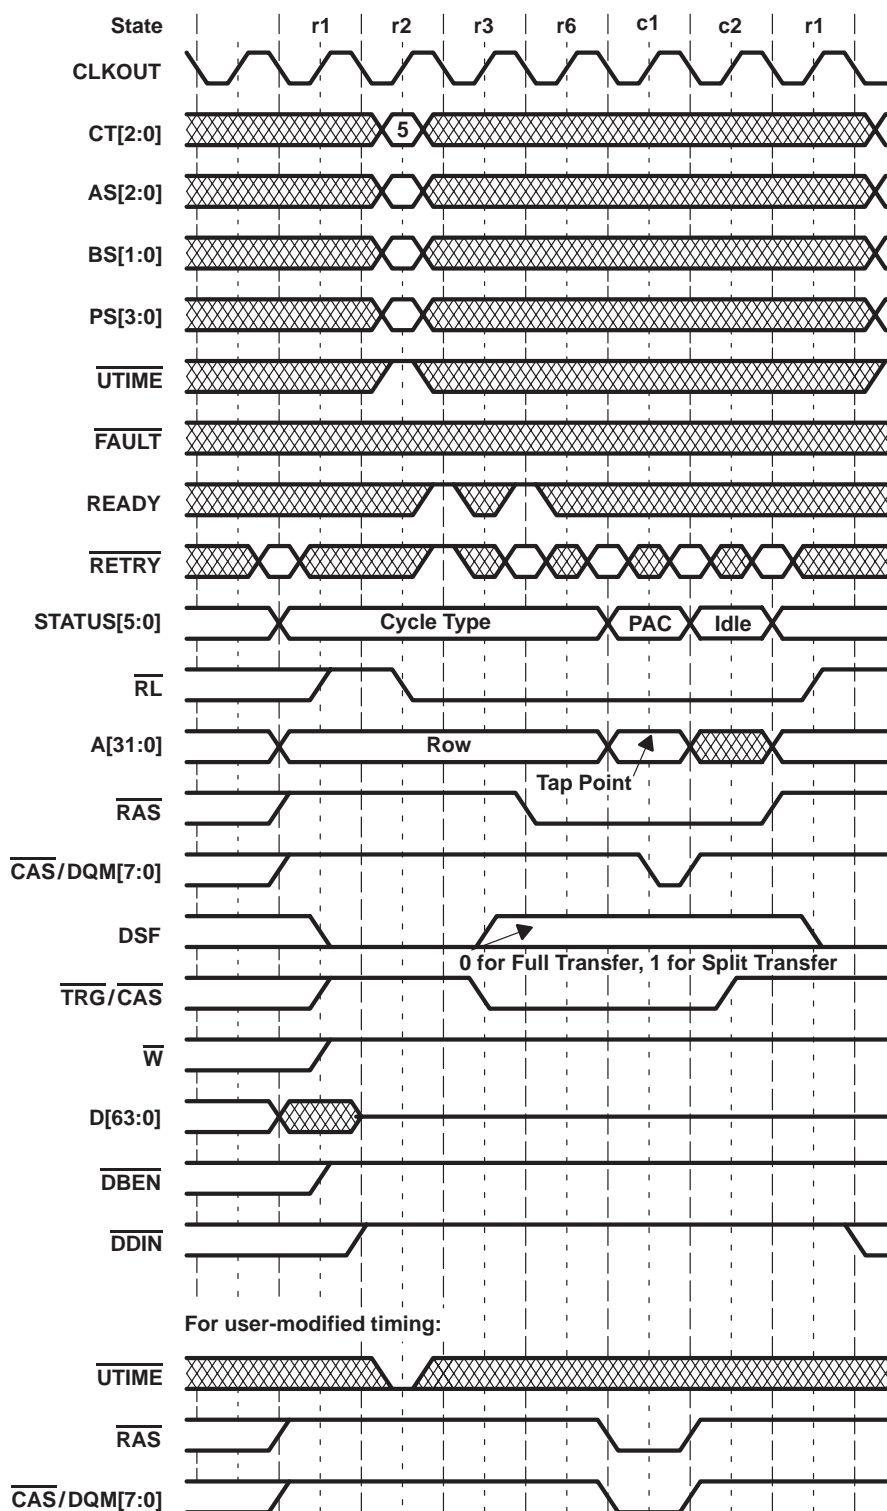 State r1 r2 r3 r6 c1 c2 r1
CLKOUT
CT[2:0] 5
AS[2:0]
BS[1:0]
PS[3:0]
UTIME
FAULT
READY
RETRY
STATUS[5:0] Cycle Type PAC Idle
RL
A[31:0] Row
Tap Point
RAS
CAS/DQM[7:0]
DSF
0 for Full Transfer, 1 for Split Transfer
TRG/CAS
W
D[63:0]
DBEN
DDIN
For user-modified timing:
UTIME
RAS
CAS/DQM[7:0]